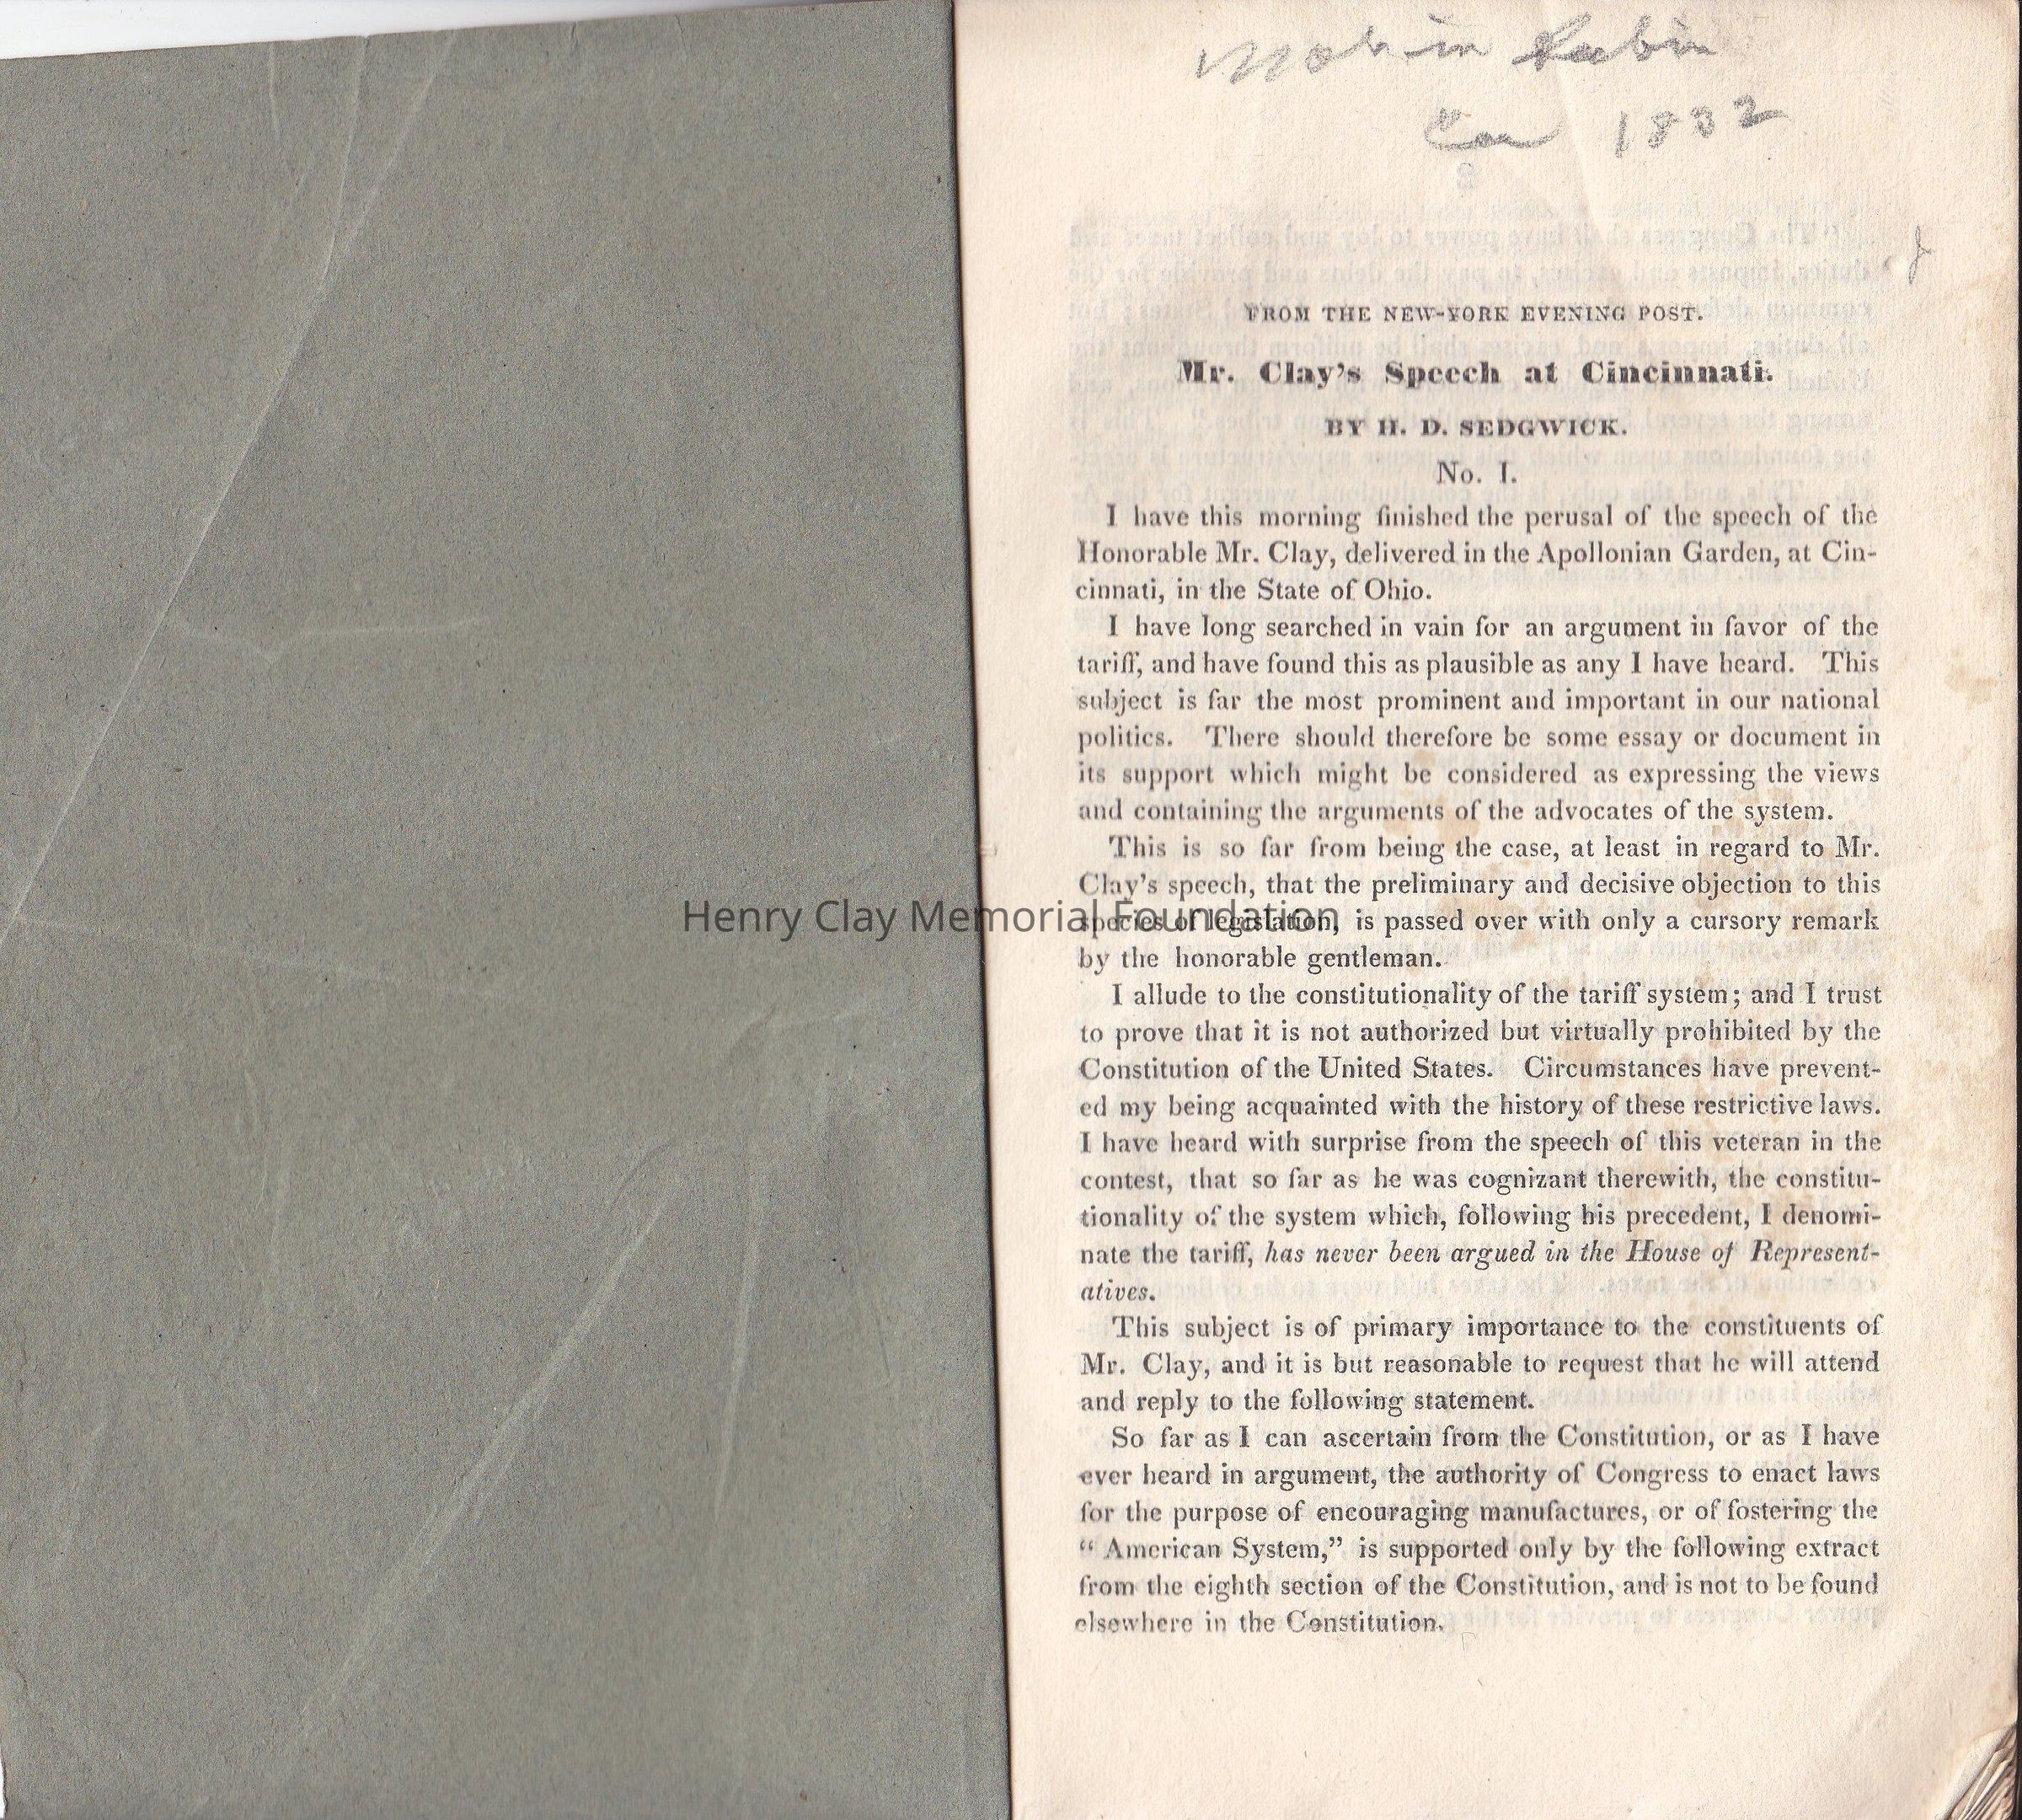 1832
FROM THE NEW-YORK EVENING POST.
Mr. Clay's Speech at Cincinnati.
BY H. D. SEDGWICK.
No. I.
I have this morning finished the perusal of the speech of the
Honorable Mr. Clay, delivered in the Apollonian Garden, at Cin-
cinnati, in the State of Ohio.
I have long searched in vain for an argument in favor of the
tariff, and have found this as plausible as any I have heard. This
subject is far the most prominent and important in our national
politics. There should therefore be some essay or document in
its support which might be considered as expressing the views
and containing the arguments of the advocates of the system.
This is so far from being the case, at least in regard to Mr.
Clay's speech, that the preliminary and decisive objection to this
species of legislation, is passed over with only a cursory remark
Henry Clay Memorial Foundation
by the honorable gentleman.
I allude to the constitutionality of the tariff system; and I trust
to prove that it is not authorized but virtually prohibited by the
Constitution of the United States. Circumstances have prevent-
ed my being acquainted with the history of these restrictive laws.
I have heard with surprise from the speech of this veteran in the
contest, that so far as he was cognizant therewith, the constitu-
tionality of the system which, following his precedent, I denomi-
nate the tariff, has never been argued in the House of Represent-
atives.
This subject is of primary importance to the constituents of
Mr. Clay, and it is but reasonable to request that he will attend
and reply to the following statement.
So far as I can ascertain from the Constitution, or as I have
ever heard in argument, the authority of Congress to enact laws
for the purpose of encouraging manufactures, or of fostering the
" American System," is supported only by the following extract
from the eighth section of the Constitution, and is not to be found
elsewhere in the Constitution.